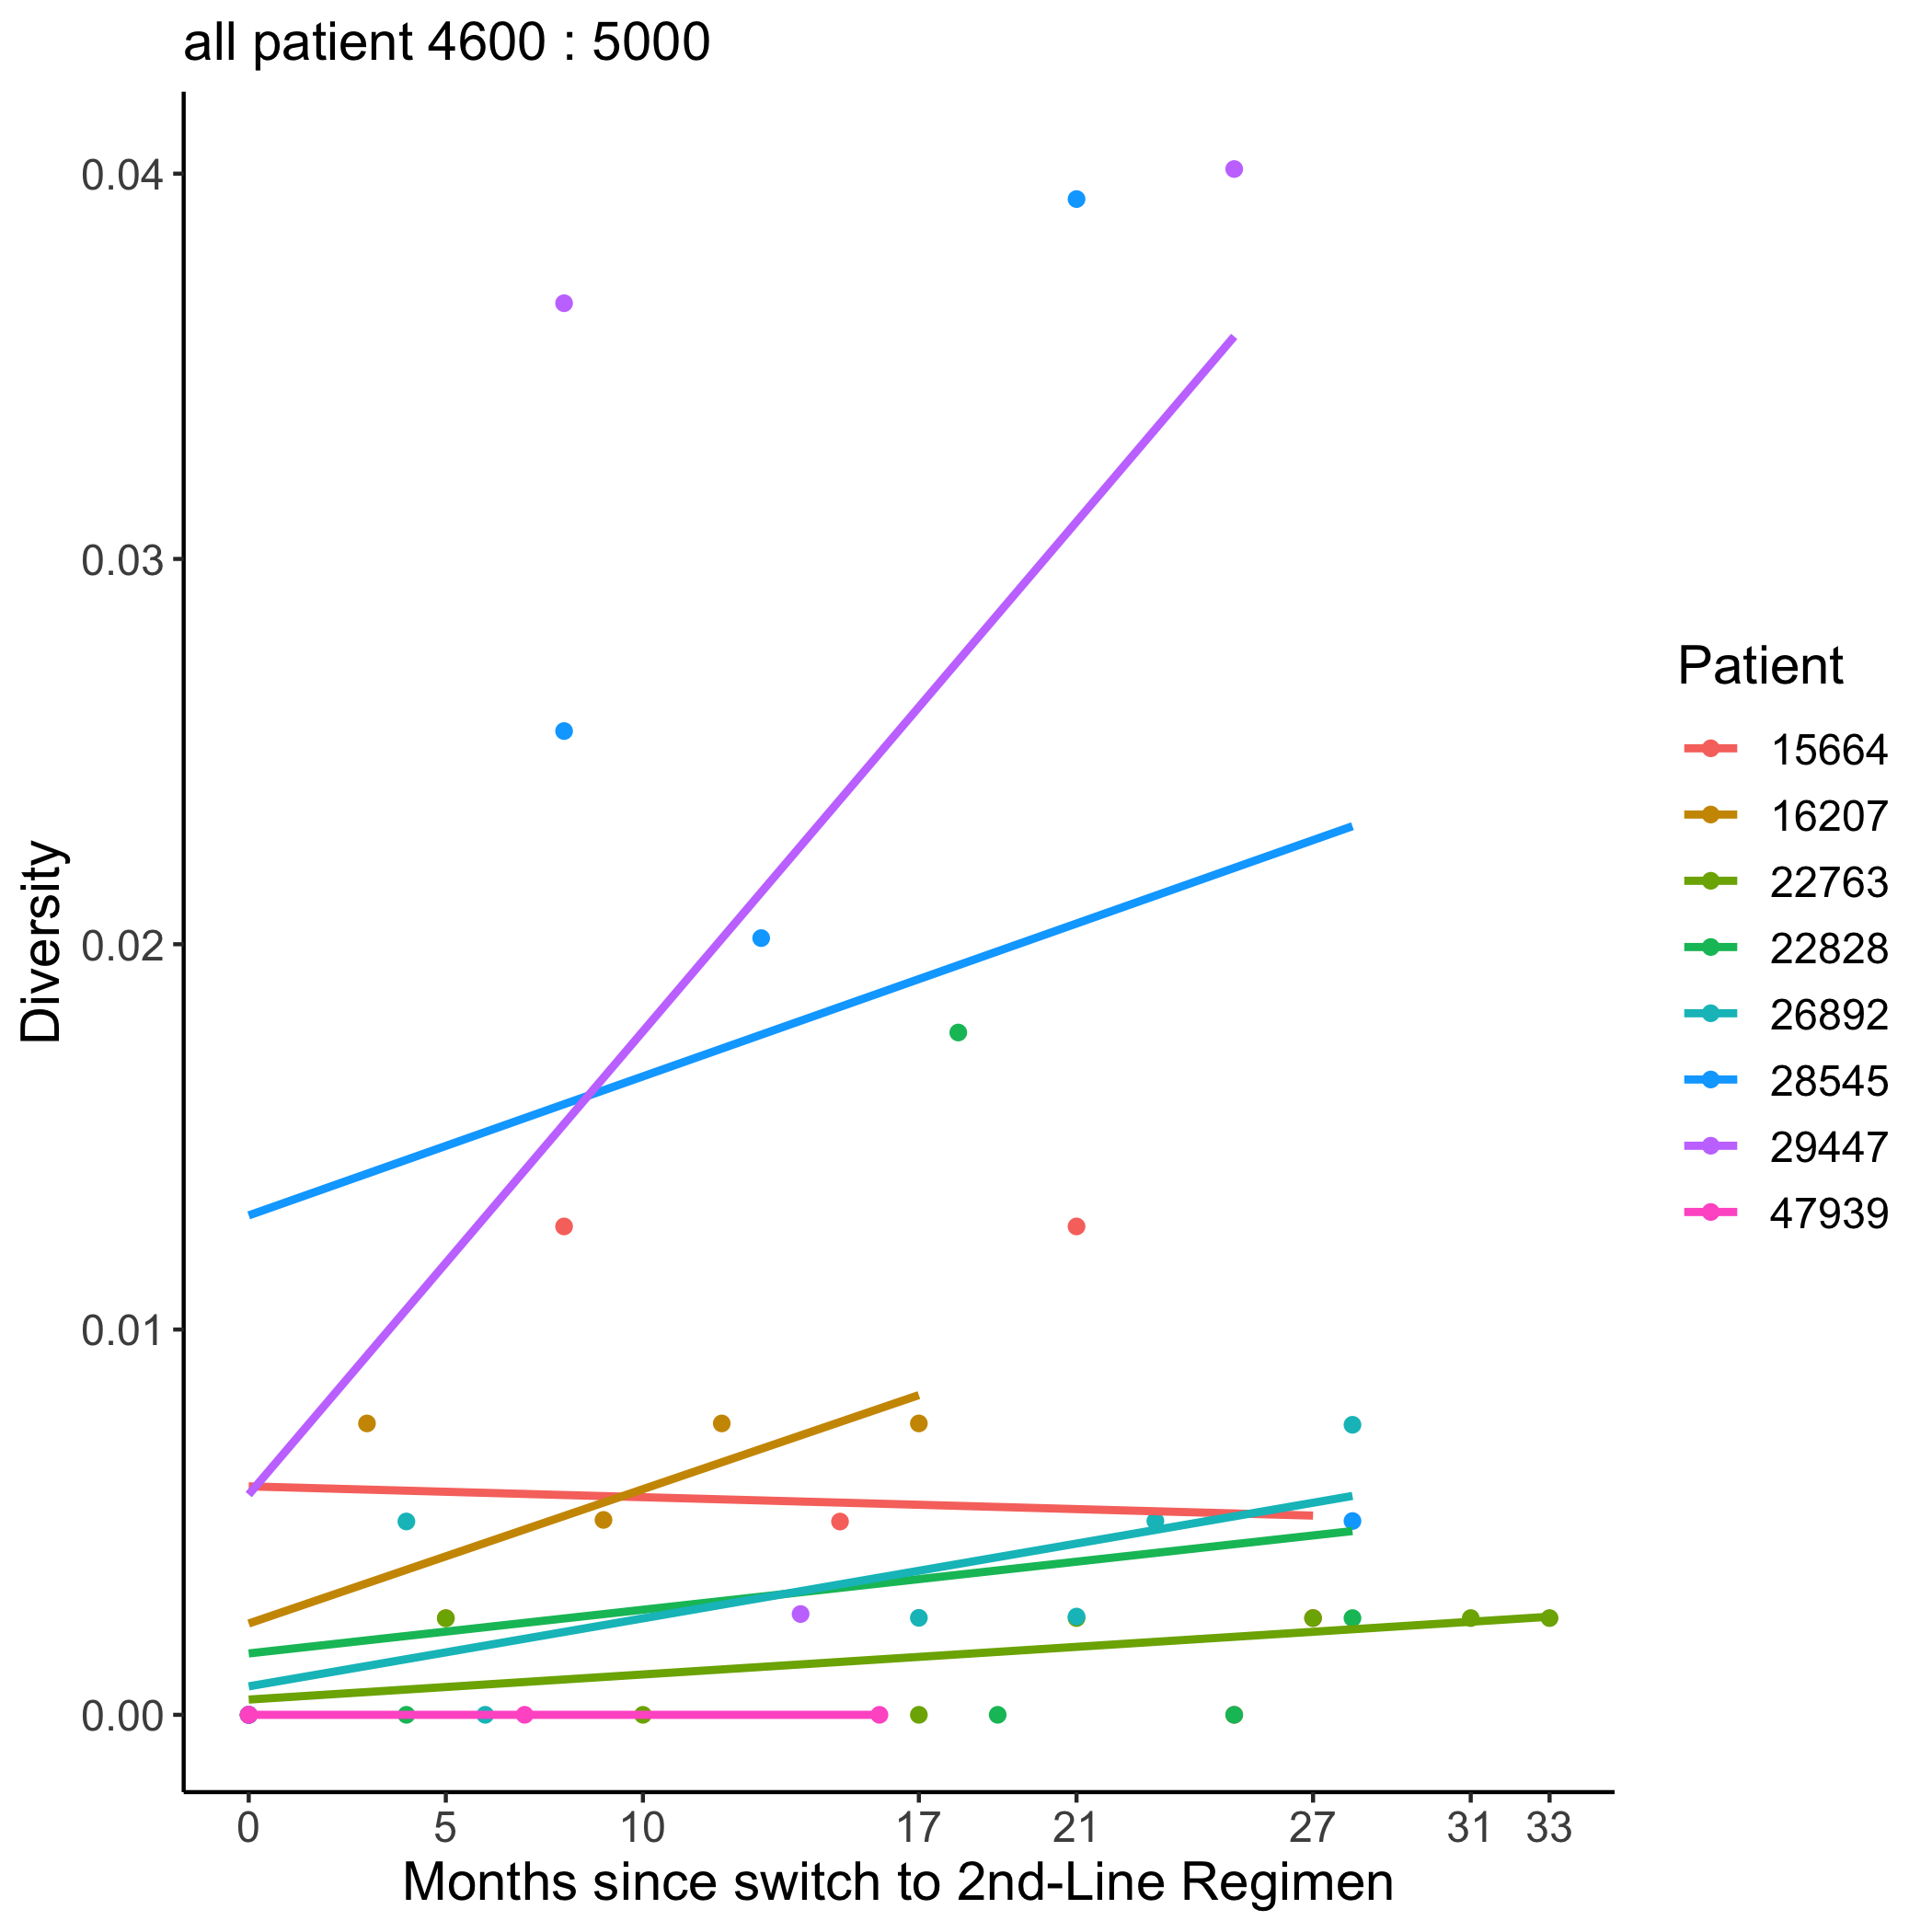 all patient 4600 : 5000
0.04
0.03
0.02
0.01
0.00
Diversity
0 5 10 17 21 27 31 33
Months since switch to 2nd-Line Regimen
Patient
15664
16207
22763
22828
26892
28545
29447
47939